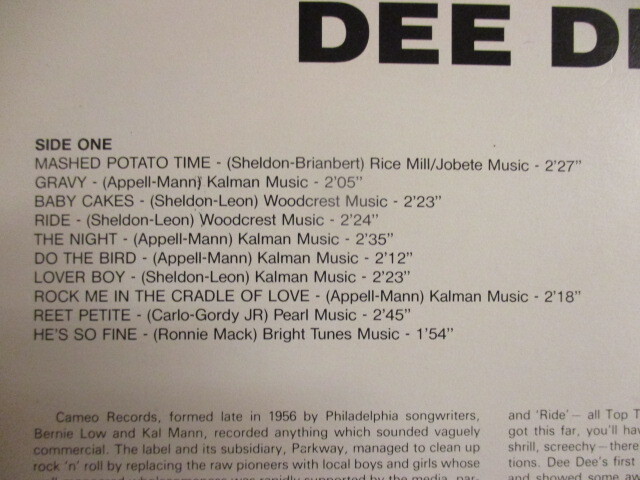 DEE
SIDE ONE
MASHED POTATO TIME - (Sheldon-Brianbert) Rice Mill/Jobete Music - 2'27"
GRAVY - (Appell-Mann) Kalman Music - 2'05"
BABY CAKES - (Sheldon-Leon) Woodcrest Music - 2'23"
RIDE - (Sheldon-Leon) Woodcrest Music - 2'24"
THE NIGHT - (Appell-Mann) Kalman Music - 2'35"
DO THE BIRD - (Appell-Mann) Kalman Music - 2'12"
LOVER BOY - (Sheldon-Leon) Kalman Music - 2'23"
ROCK ME IN THE CRADLE OF LOVE - (Appell-Mann) Kalman Music - 2'18"
REET PETITE - (Carlo-Gordy JR) Pearl Music - 2'45"
HE'S SO FINE - (Ronnie Mack) Bright Tunes Music - 1'54"
Cameo Records, formed late in 1956 by Philadelphia songwriters,
Bernie Low and Kal Mann, recorded anything which sounded vaguely
commercial. The label and its subsidiary, Parkway, managed to clean up
rock 'n' roll by replacing the raw pioneers with local boys and girls whose
and 'Ride' – all Top
got this far, you'll
shrill, screechy – there
tions. Dee Dee's first
and showed some